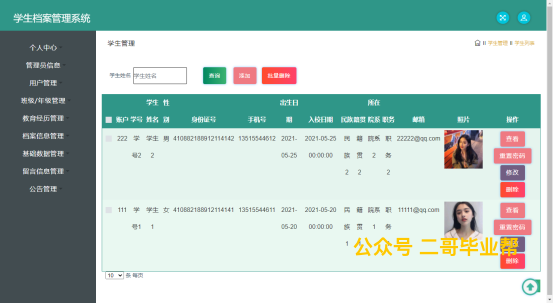 学生档案管理系统
个人中心
管理员信息
用户管理
班级/年级管理
教育经历管理
档案信息管理
基础数据管理
留言信息管理
公告管理
学生管理
学生管理 学生列表
学生姓名 学生姓名 查询 添加 批量删除
账户 学号 学生姓名 性别 身份证号 手机号 出生日期 入校日期 民族 籍贯 所在院系 职务 邮箱 照片 操作
222 学号2 学生2 男 410882188912114142 13515544612 2021-05-25 2021-05-25 00:00:00 民族2 籍贯2 院系2 职务2 22222@qq.com 查看 重置密码 修改 删除
111 学号1 学生1 女 410882189912114141 13515544611 2021-05-20 2021-05-20 00:00:00 民族1 籍贯 院系1 职务 11111@qq.com 查看 重置密码 删除
公众号 二哥毕业帮
10 条 每页